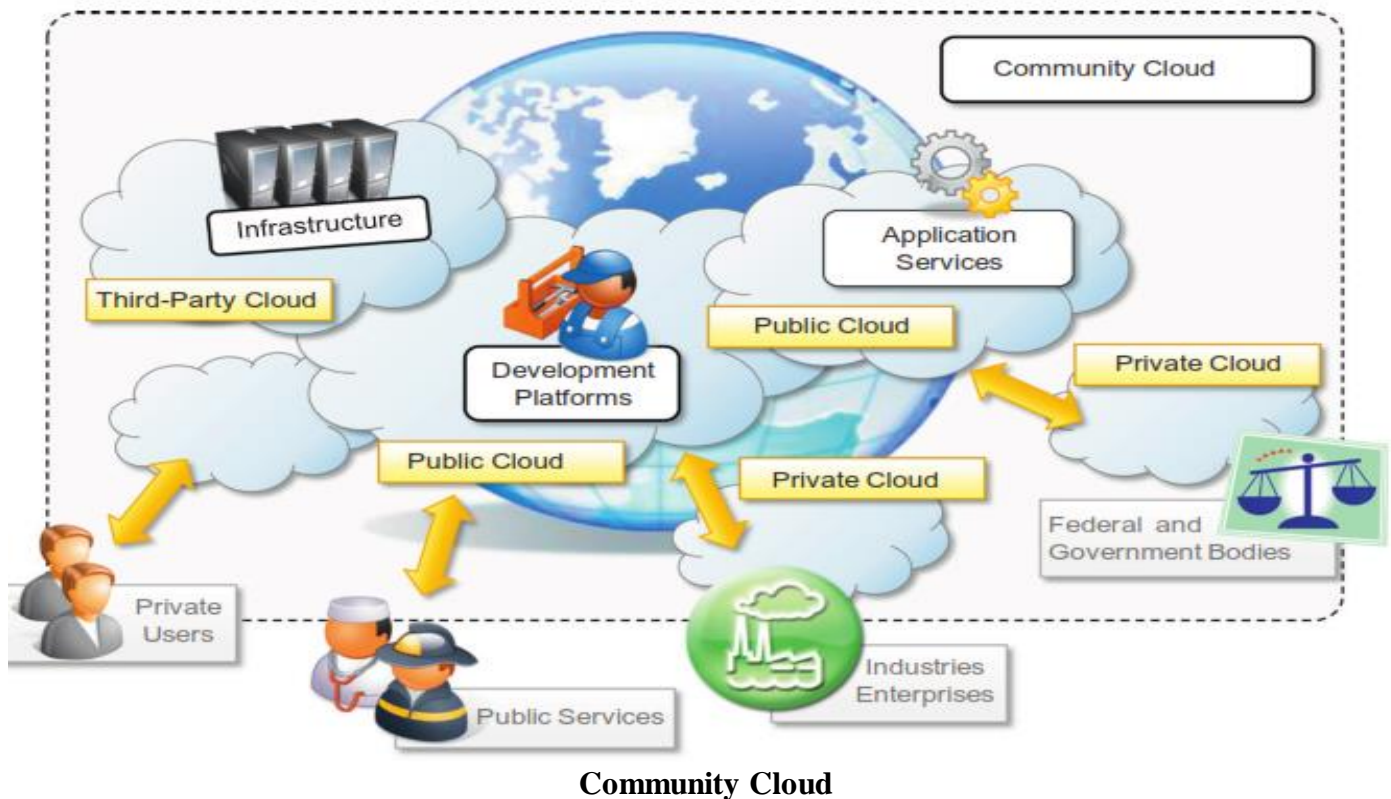 Community Cloud
Infrastructure
Application
Services
Third-Party Cloud
Public Cloud
Development
Platforms
Private Cloud
Public Cloud
Private Cloud
Federal and
Government Bodies
Private
Users
Industries
Enterprises
Public Services
Community Cloud